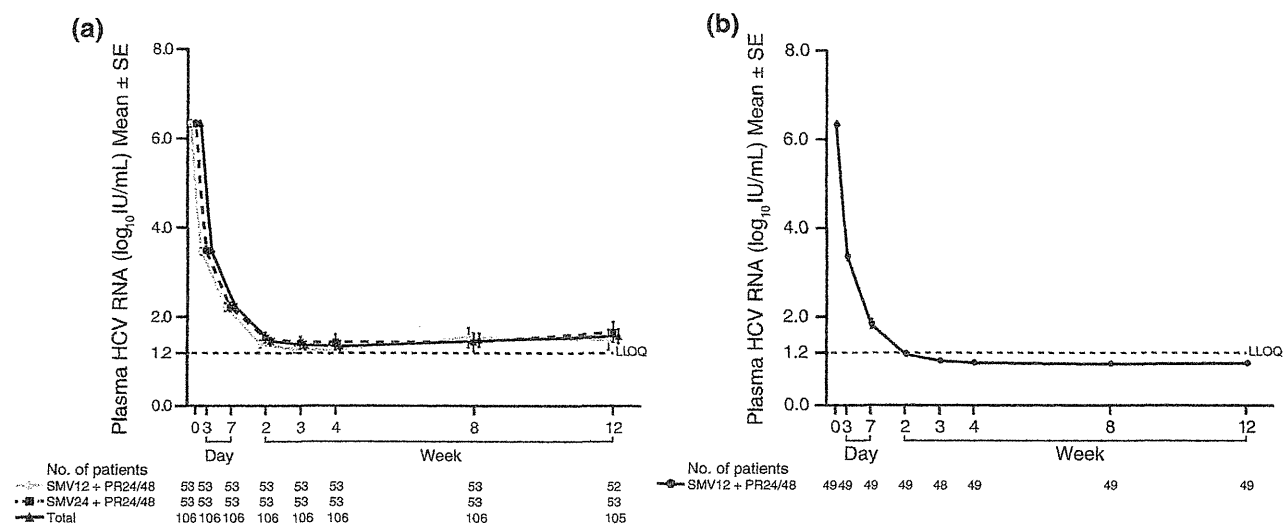 (a)
Plasma HCV RNA (log10IU/mL) Mean ± SE
8.0
6.0
4.0
2.0
1.2
0.0
LLOQ
0 3 7 2 3 4 8 12
Day Week
No. of patients
SMV12 + PR24/48 53 53 53 53 53 53 53 52
SMV24 + PR24/48 53 53 53 53 53 53 53 53
Total 106 106 106 106 106 106 106 105
(b)
Plasma HCV RNA (log10IU/mL) Mean ± SE
8.0
6.0
4.0
2.0
1.2
0.0
LLOQ
0 3 7 2 3 4 8 12
Day Week
No. of patients
SMV12 + PR24/48 49 49 49 49 48 49 49 49